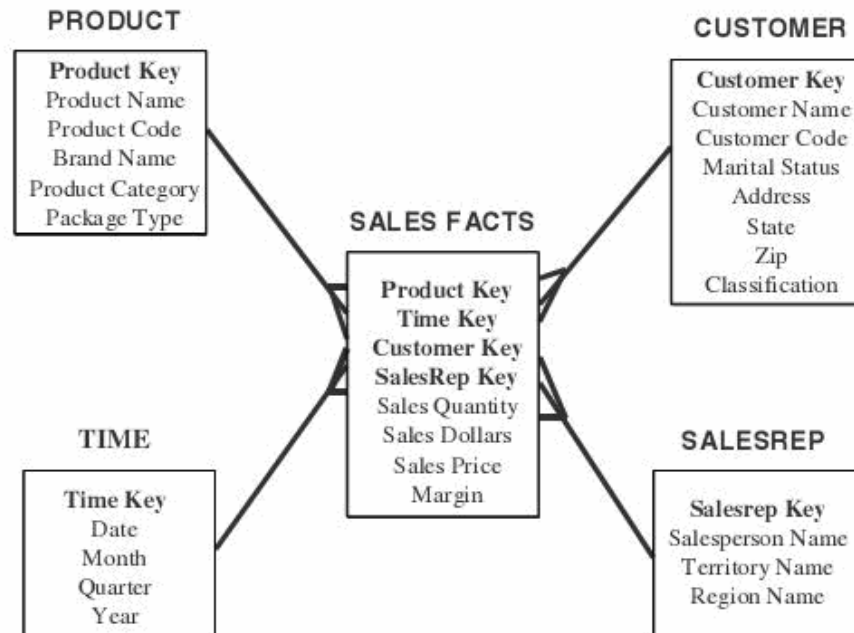 PRODUCT
Product Key
Product Name
Product Code
Brand Name
Product Category
Package Type
CUSTOMER
Customer Key
Customer Name
Customer Code
Marital Status
Address
State
Zip
Classification
SALES FACTS
Product Key
Time Key
Customer Key
SalesRep Key
Sales Quantity
Sales Dollars
Sales Price
Margin
TIME
Time Key
Date
Month
Quarter
Year
SALESREP
Salesrep Key
Salesperson Name
Territory Name
Region Name